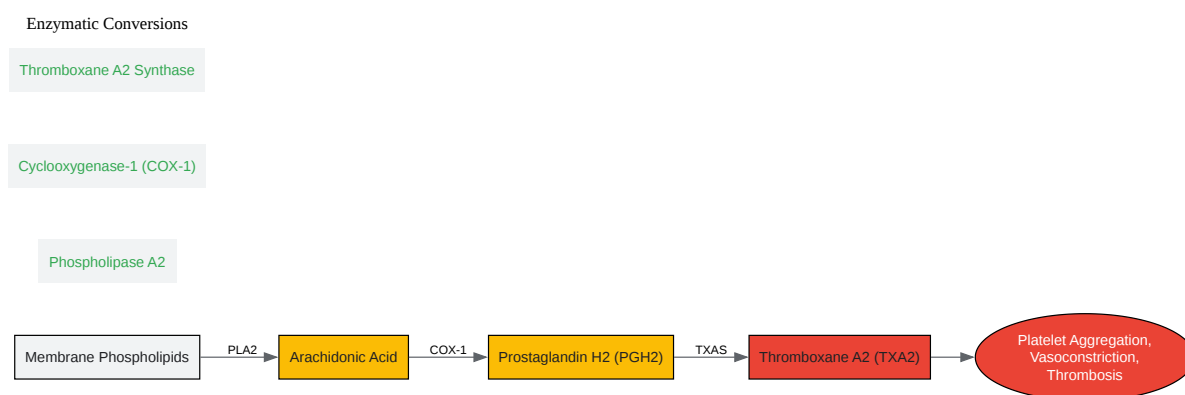 Enzymatic Conversions
Thromboxane A2 Synthase
Cyclooxygenase-1 (COX-1)
Phospholipase A2
Membrane Phospholipids
PLA2
Arachidonic Acid
COX-1
Prostaglandin H2 (PGH2)
TXAS
Thromboxane A2 (TXA2)
Platelet Aggregation,
Vasoconstriction,
Thrombosis